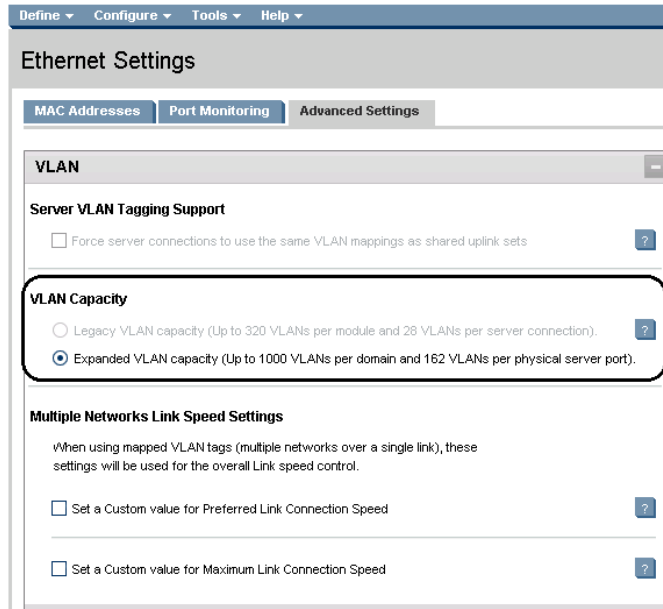 Define Configure Tools Help
Ethernet Settings
MAC Addresses Port Monitoring Advanced Settings
VLAN
Server VLAN Tagging Support
Force server connections to use the same VLAN mappings as shared uplink sets ?
VLAN Capacity
Legacy VLAN capacity (Up to 320 VLANs per module and 28 VLANs per server connection). ?
Expanded VLAN capacity (Up to 1000 VLANs per domain and 162 VLANs per physical server port).
Multiple Networks Link Speed Settings
When using mapped VLAN tags (multiple networks over a single link), these
settings will be used for the overall Link speed control.
Set a Custom value for Preferred Link Connection Speed ?
Set a Custom value for Maximum Link Connection Speed ?